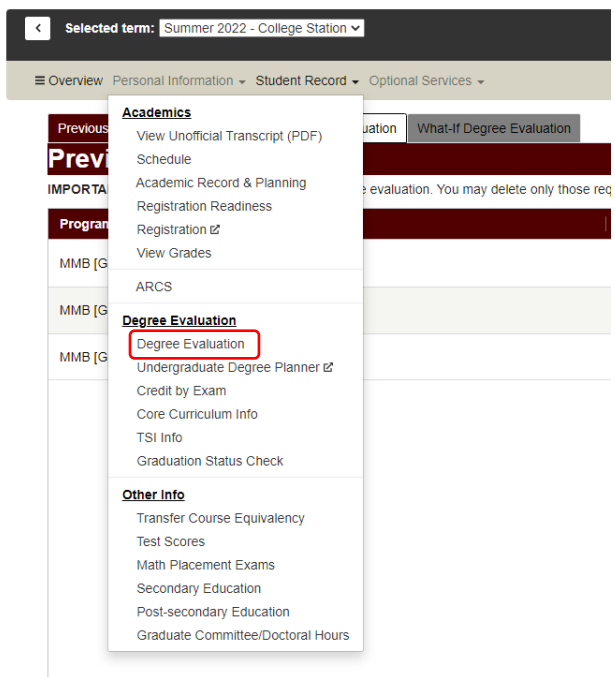 Selected term: Summer 2022 - College Station
Overview Personal Information Student Record Optional Services
Academics
View Unofficial Transcript (PDF)
Schedule
Academic Record & Planning
Registration Readiness
Registration
View Grades
ARCS
Degree Evaluation
Degree Evaluation
Undergraduate Degree Planner
Credit by Exam
Core Curriculum Info
TSI Info
Graduation Status Check
Other Info
Transfer Course Equivalency
Test Scores
Math Placement Exams
Secondary Education
Post-secondary Education
Graduate Committee/Doctoral Hours
Previous
uation What-If Degree Evaluation
Previ
IMPORTA
e evaluation. You may delete only those req
Program
MMB [G
MMB [G
MMB [G